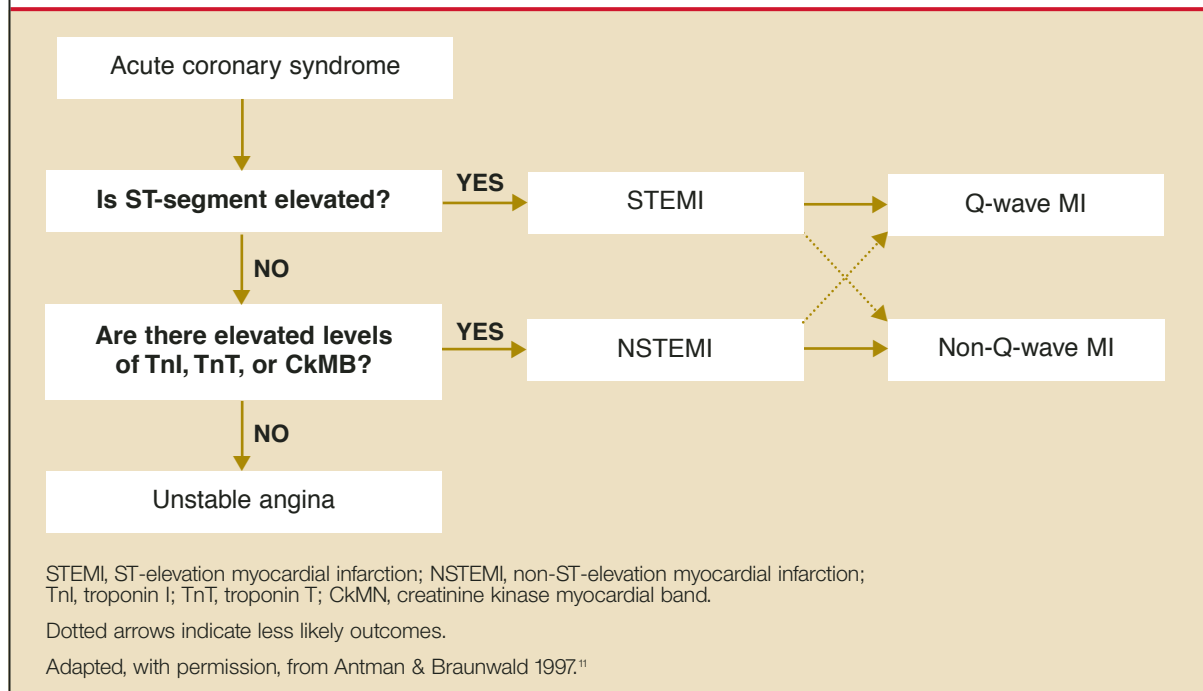 Acute coronary syndrome
Is ST-segment elevated?
YES
STEMI
Q-wave MI
NO
Are there elevated levels
of TnI, TnT, or CkMB?
YES
NSTEMI
Non-Q-wave MI
NO
Unstable angina
STEMI, ST-elevation myocardial infarction; NSTEMI, non-ST-elevation myocardial infarction;
TnI, troponin I; TnT, troponin T; CkMN, creatinine kinase myocardial band.
Dotted arrows indicate less likely outcomes.
Adapted, with permission, from Antman & Braunwald 1997.¹¹